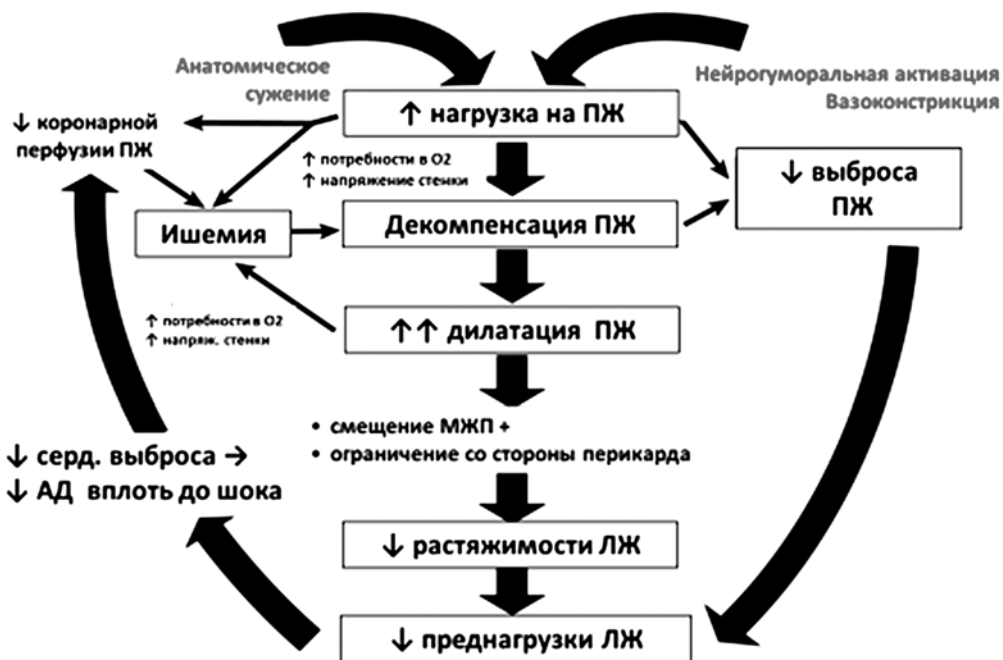 Анатомическое
сужение
Нейрогуморальная активация
Вазоконстрикция
↑ нагрузка на ПЖ
↓ коронарной
перфузии ПЖ
↑ потребности в О2
↑ напряжение стенки
↓ выброса
ПЖ
Ишемия
Декомпенсация ПЖ
↑ потребности в О2
↑ напряж. стенки
↑↑ дилатация ПЖ
• смещение МЖП +
• ограничение со стороны перикарда
↓ серд. выброса →
↓ АД вплоть до шока
↓ растяжимости ЛЖ
↓ преднагрузки ЛЖ